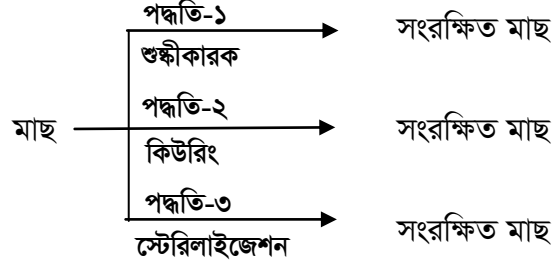 পদ্ধতি-১
সংরক্ষিত মাছ
শুষ্কীকারক
পদ্ধতি-২
মাছ
সংরক্ষিত মাছ
কিউরিং
পদ্ধতি-৩
সংরক্ষিত মাছ
স্টেরিলাইজেশন